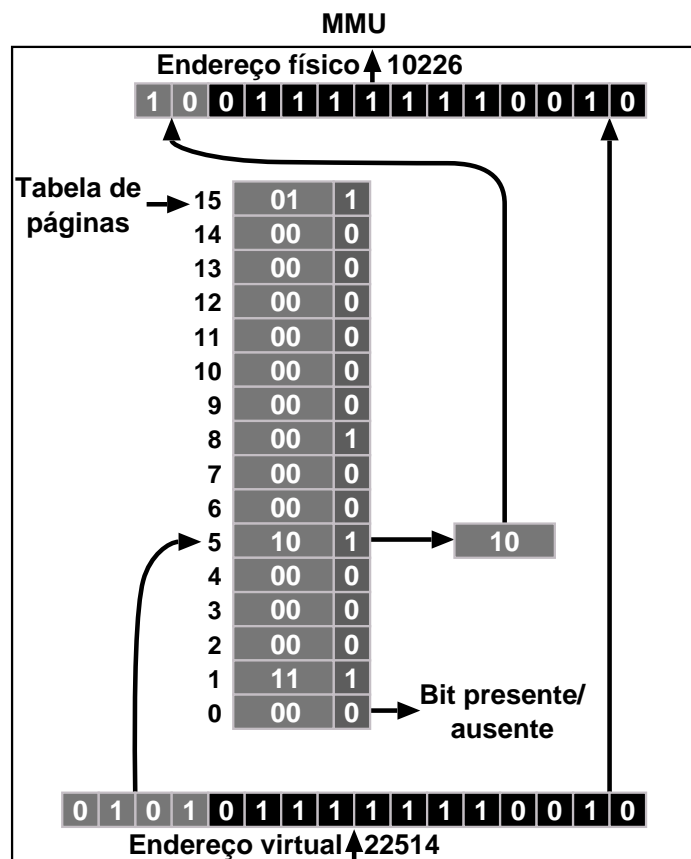 MMU
Endereço físico 10226
1 0 0 1 1 1 1 1 1 1 0 0 1 0
Tabela de páginas
15 01 1
14 00 0
13 00 0
12 00 0
11 00 0
10 00 0
9 00 0
8 00 1
7 00 0
6 00 0
5 10 1 10
4 00 0
3 00 0
2 00 0
1 11 1
0 00 0
Bit presente/
ausente
0 1 0 1 0 1 1 1 1 1 1 1 0 0 1 0
Endereço virtual 22514